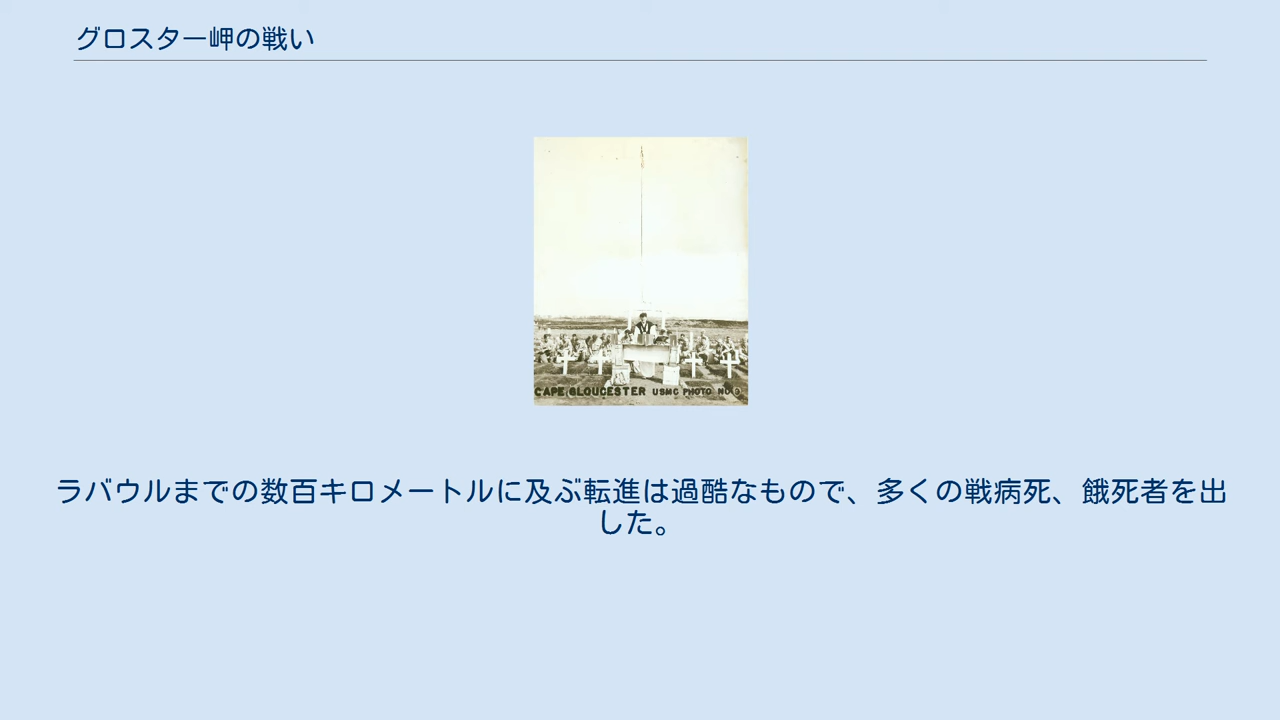 グロスター岬の戦い
CAPE GLOUCESTER USMC PHOTO NO 9
ラバウルまでの数百キロメートルに及ぶ転進は過酷なもので、多くの戦病死、餓死者を出
した。